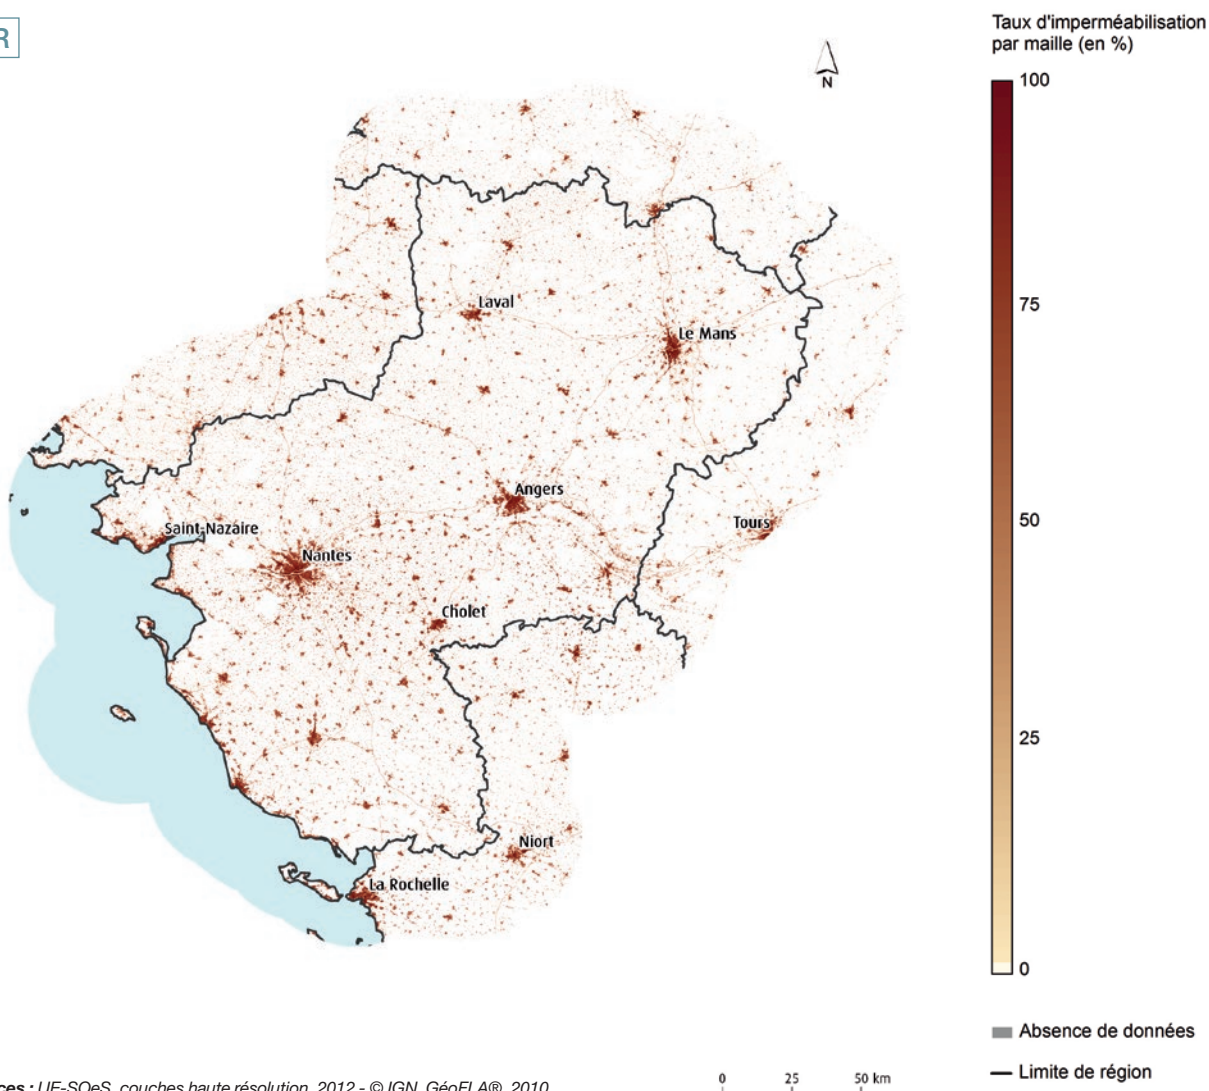 R
Taux d'imperméabilisation
par maille (en %)
N
100
75
50
25
0
Laval
Le Mans
Angers
Saint-Nazaire
Tours
Nantes
Cholet
Niort
La Rochelle
Absence de données
Limite de région
0 25 50 km
ces : UE-SOeS, couches haute résolution, 2012 - © IGN, GéoFLA®, 2010